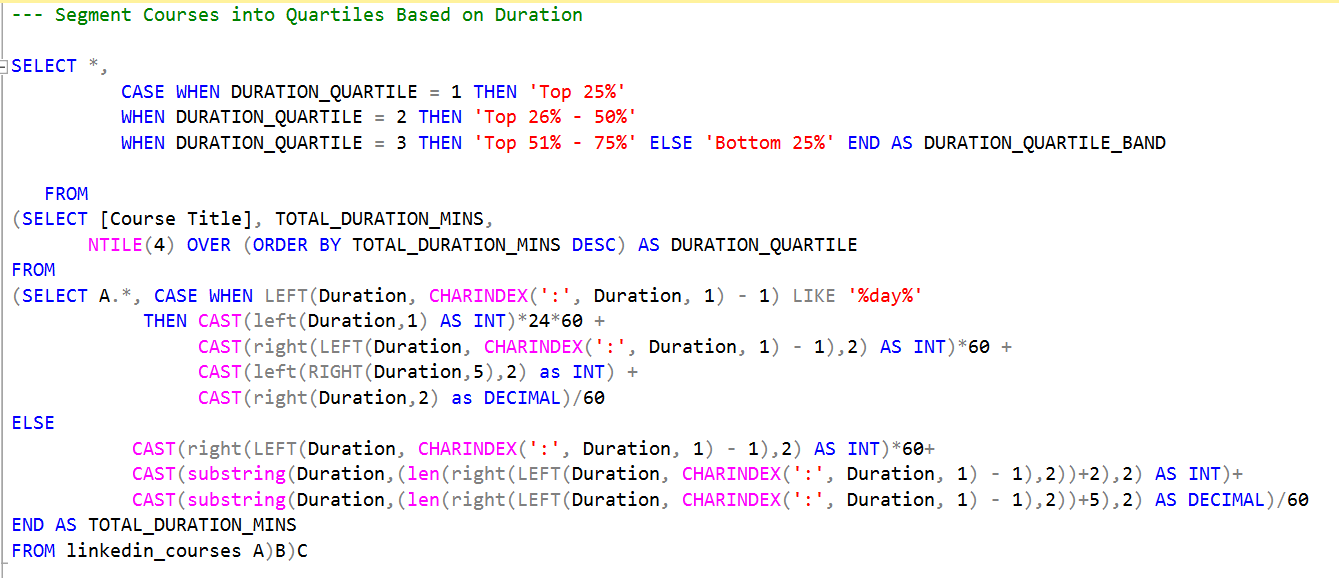 --- Segment Courses into Quartiles Based on Duration
SELECT *,
CASE WHEN DURATION_QUARTILE = 1 THEN 'Top 25%'
WHEN DURATION_QUARTILE = 2 THEN 'Top 26% - 50%'
WHEN DURATION_QUARTILE = 3 THEN 'Top 51% - 75%' ELSE 'Bottom 25%' END AS DURATION_QUARTILE_BAND
FROM
(SELECT [Course Title], TOTAL_DURATION_MINS,
NTILE(4) OVER (ORDER BY TOTAL_DURATION_MINS DESC) AS DURATION_QUARTILE
FROM
(SELECT A.*, CASE WHEN LEFT(Duration, CHARINDEX(':', Duration, 1) - 1) LIKE '%day%'
THEN CAST(left(Duration,1) AS INT)*24*60 +
CAST(right(LEFT(Duration, CHARINDEX(':', Duration, 1) - 1),2) AS INT)*60 +
CAST(left(RIGHT(Duration,5),2) as INT) +
CAST(right(Duration,2) as DECIMAL)/60
ELSE
CAST(right(LEFT(Duration, CHARINDEX(':', Duration, 1) - 1),2) AS INT)*60+
CAST(substring(Duration,(len(right(LEFT(Duration, CHARINDEX(':', Duration, 1) - 1),2))+2),2) AS INT)+
CAST(substring(Duration,(len(right(LEFT(Duration, CHARINDEX(':', Duration, 1) - 1),2))+5),2) AS DECIMAL)/60
END AS TOTAL_DURATION_MINS
FROM linkedin_courses A)B)C